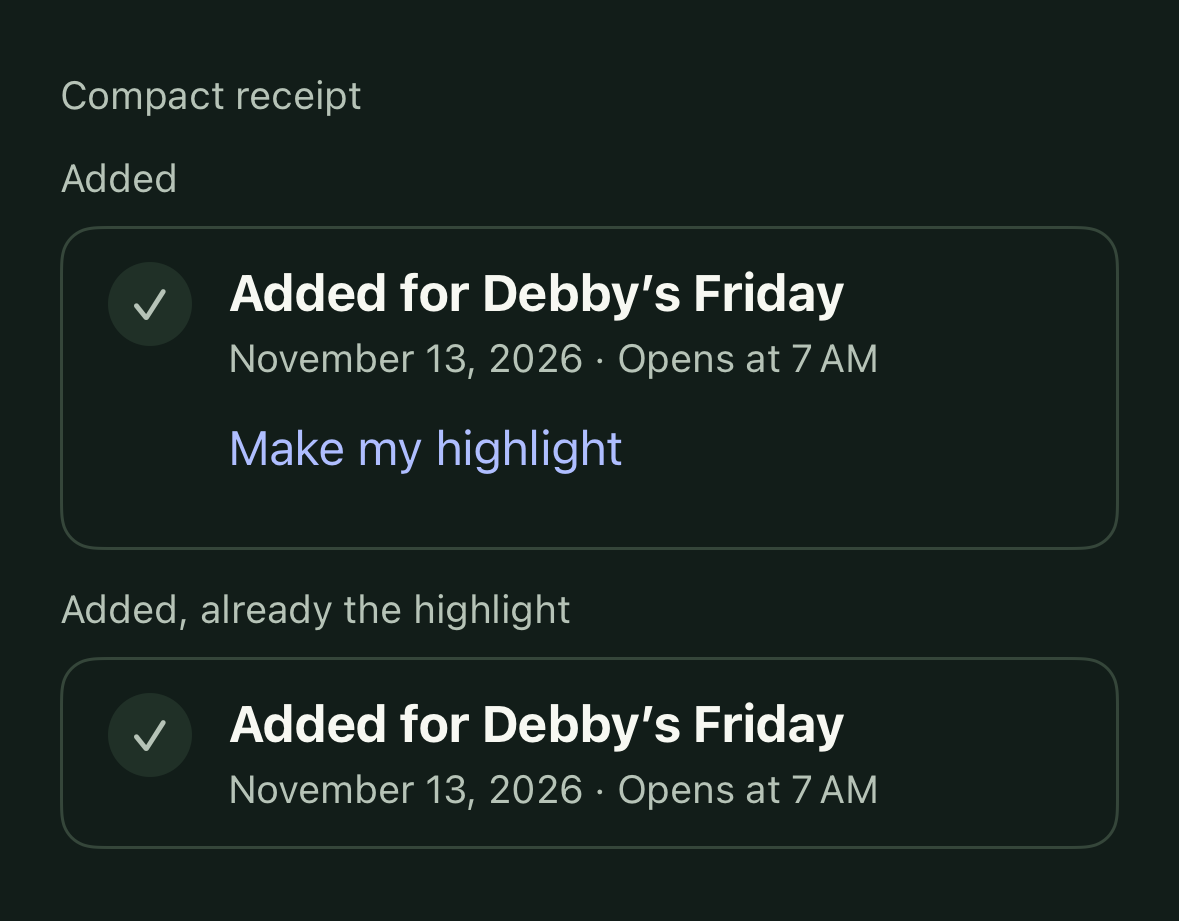 Compact receipt
Added
Added for Debby’s Friday
November 13, 2026 · Opens at 7 AM
Make my highlight
Added, already the highlight
Added for Debby’s Friday
November 13, 2026 · Opens at 7 AM